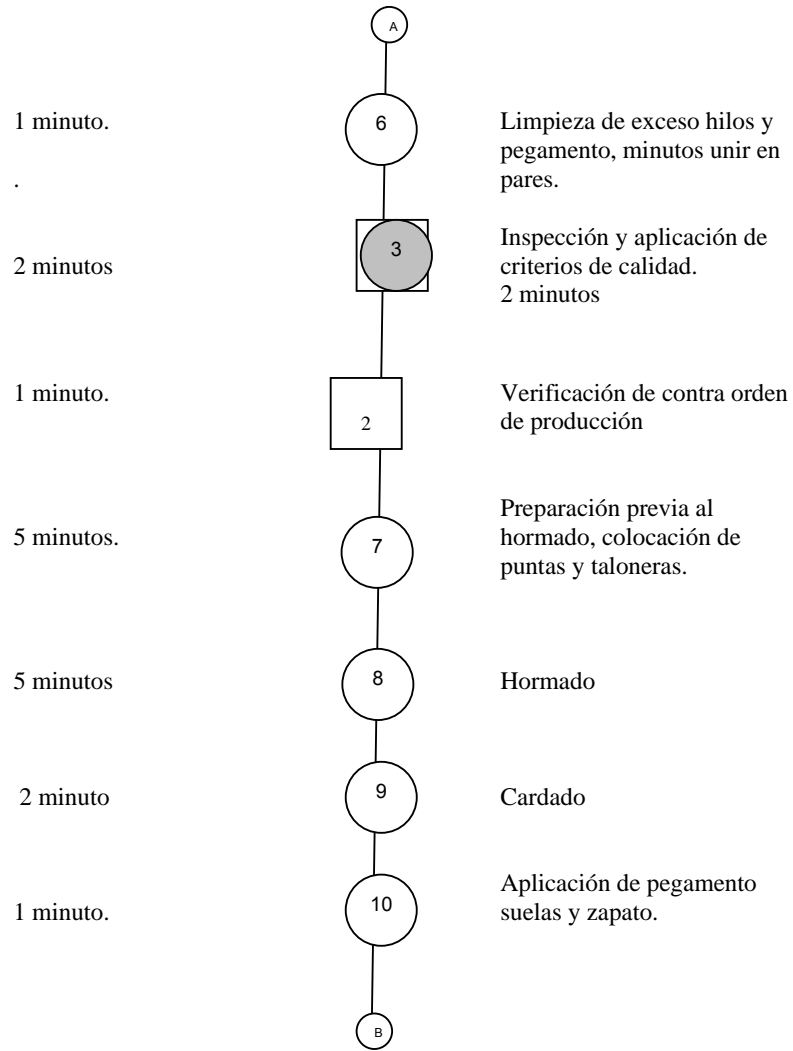 A
1 minuto.
6
Limpieza de exceso hilos y
pegamento, minutos unir en
.
pares.
3
Inspección y aplicación de
2 minutos
criterios de calidad.
2 minutos
1 minuto.
2
Verificación de contra orden
de producción
5 minutos.
7
Preparación previa al
hormado, colocación de
puntas y taloneras.
5 minutos
8
Hormado
2 minuto
9
Cardado
1 minuto.
10
Aplicación de pegamento
suelas y zapato.
B